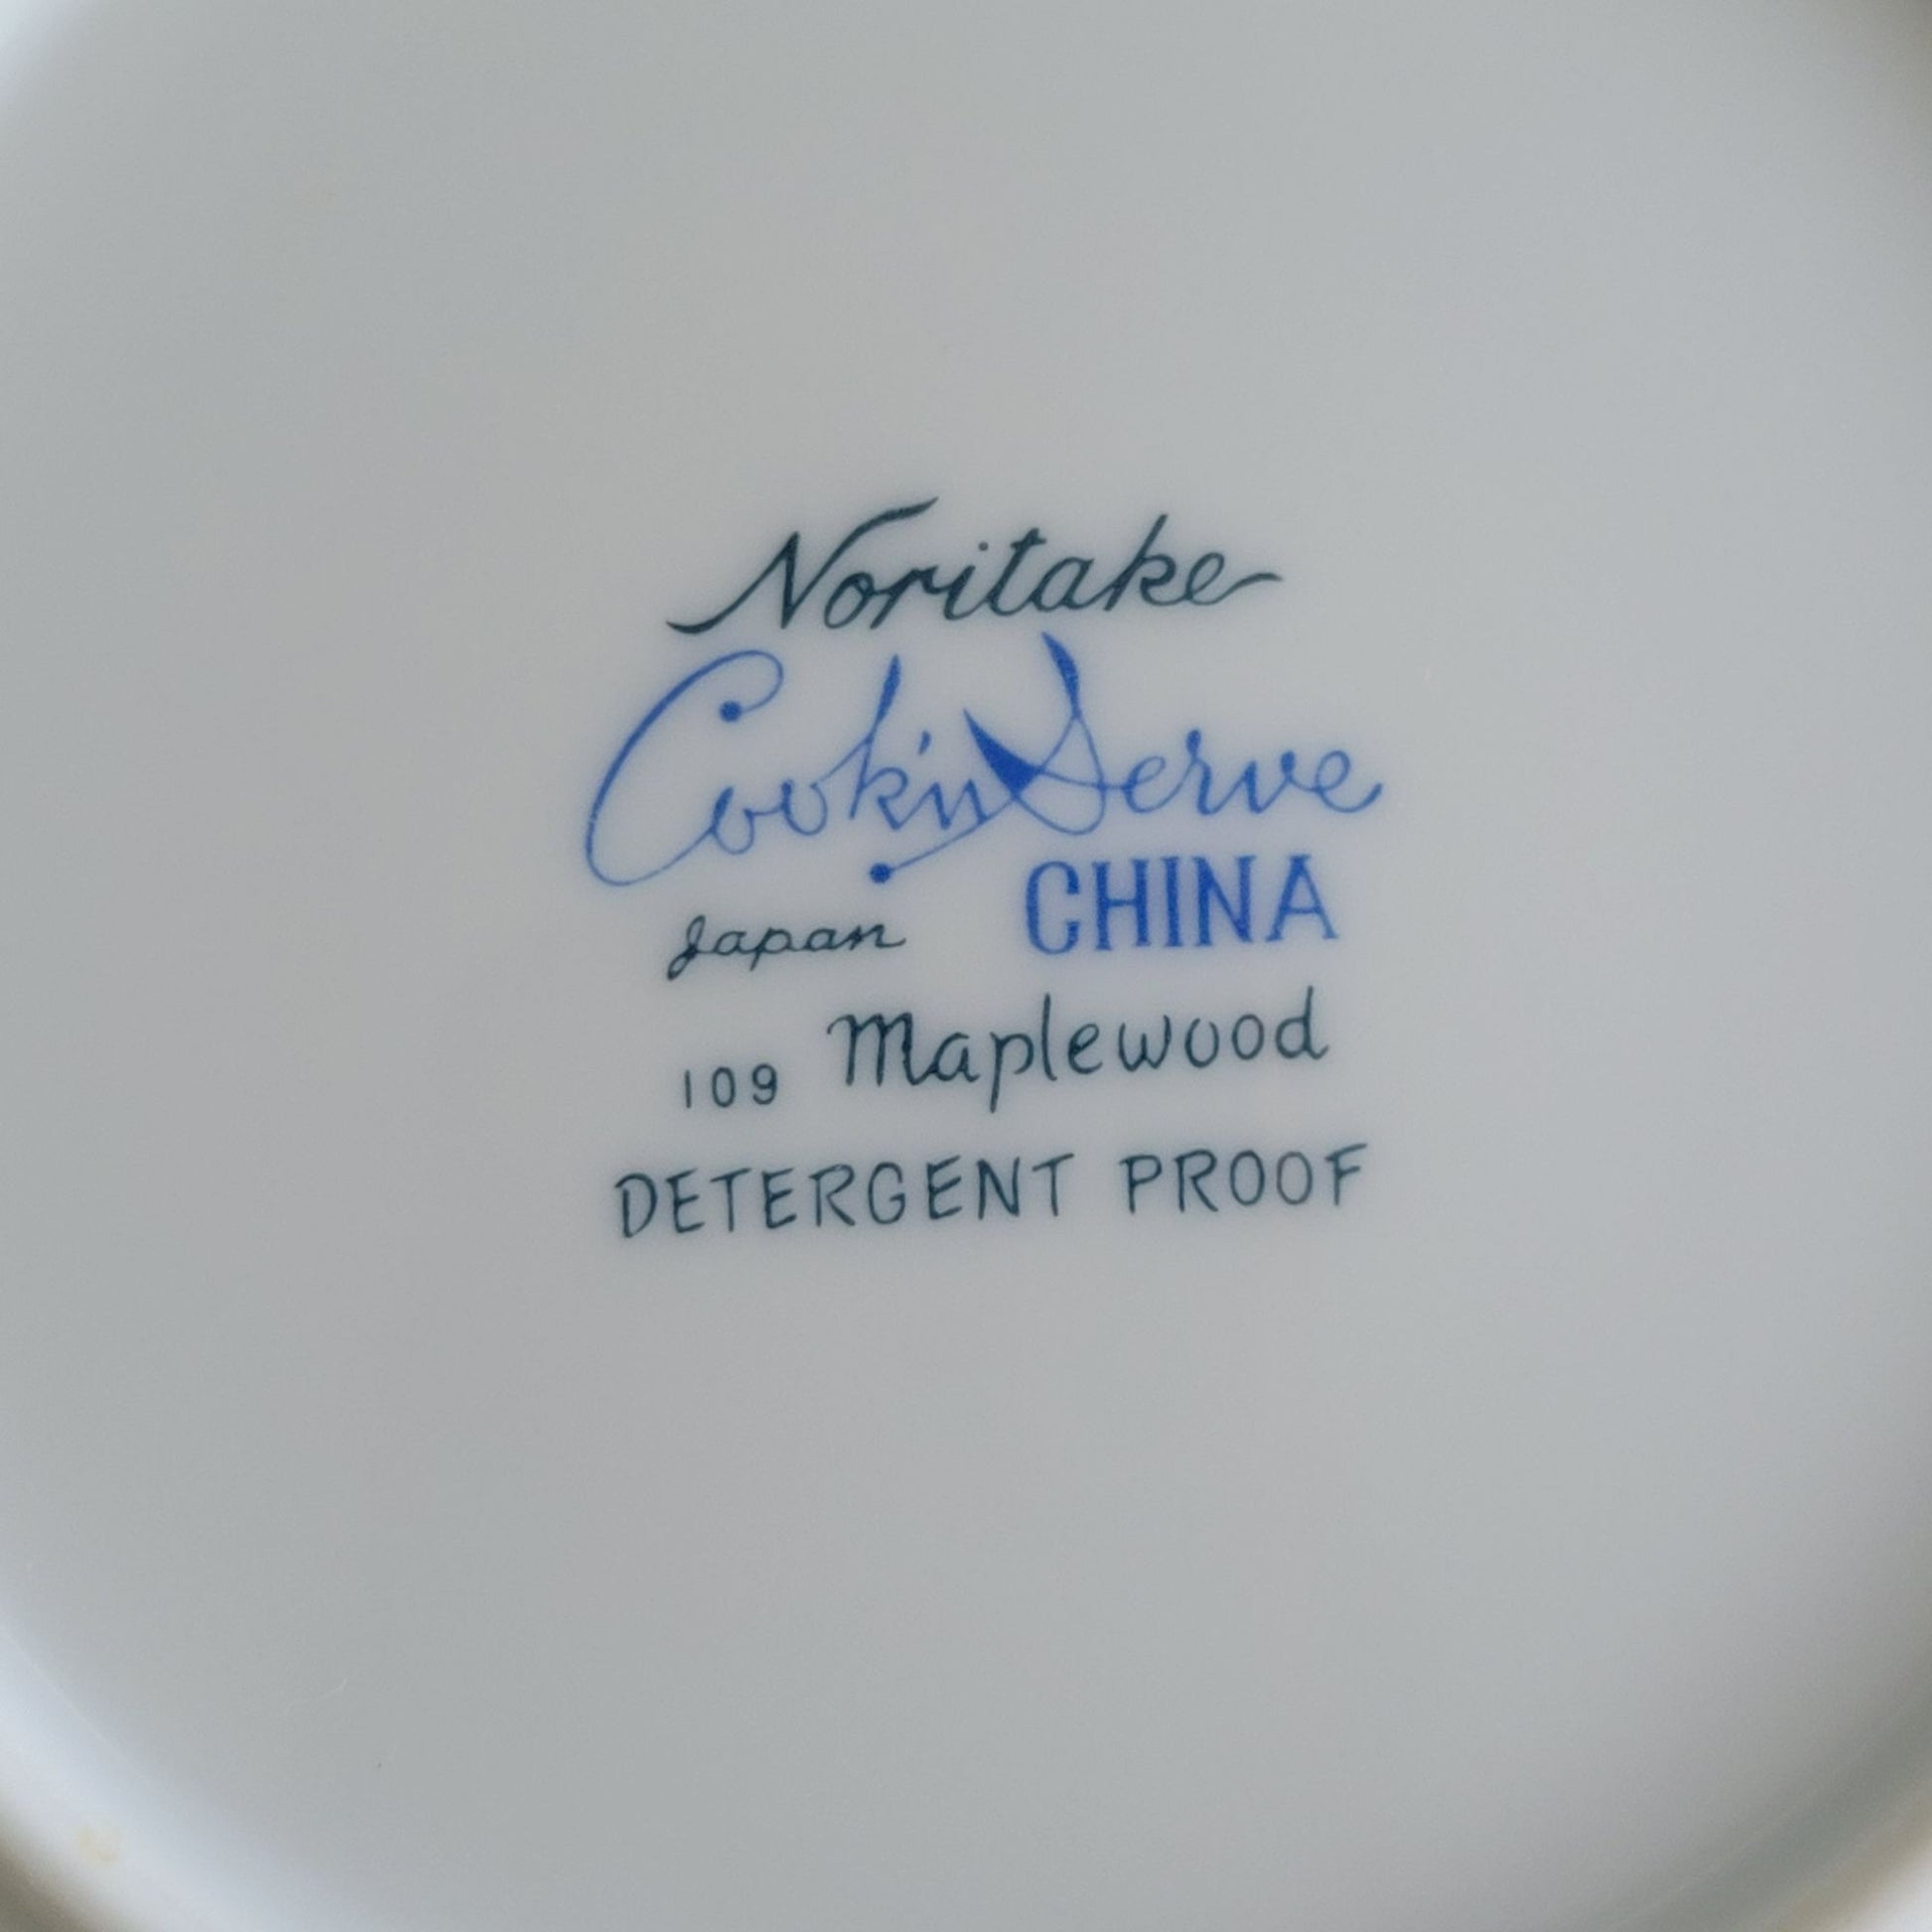 Noritake
Cook'n Serve
Japan CHINA
109 Maplewood
DETERGENT PROOF